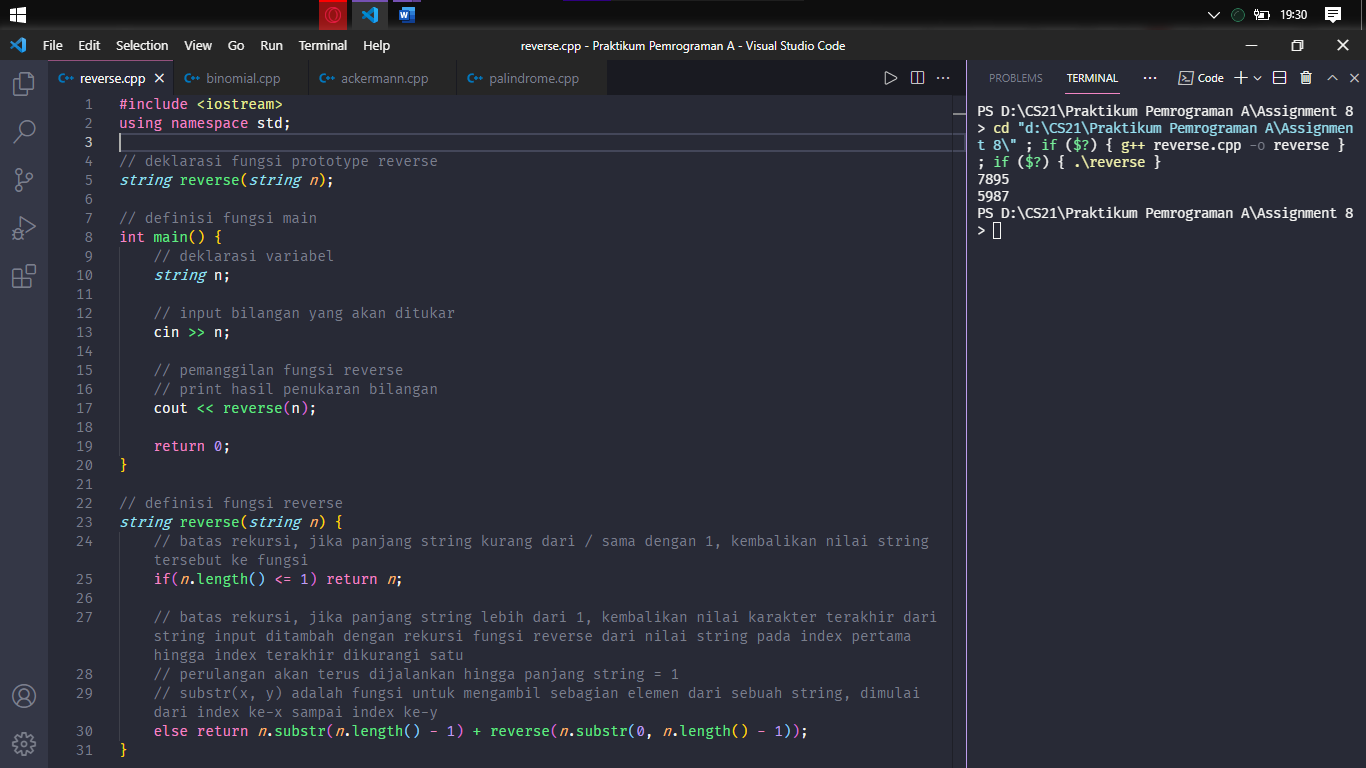 19:30
File Edit Selection View Go Run Terminal Help
reverse.cpp - Praktikum Pemrograman A - Visual Studio Code
reverse.cpp binomial.cpp ackermann.cpp palindrome.cpp
1 #include <iostream>
2 using namespace std;
3
4 // deklarasi fungsi prototype reverse
5 string reverse(string n);
6
7 // definisi fungsi main
8 int main() {
9 // deklarasi variabel
10 string n;
11
12 // input bilangan yang akan ditukar
13 cin >> n;
14
15 // pemanggilan fungsi reverse
16 // print hasil penukaran bilangan
17 cout << reverse(n);
18
19 return 0;
20 }
21
22 // definisi fungsi reverse
23 string reverse(string n) {
24 // batas rekursi, jika panjang string kurang dari / sama dengan 1, kembalikan nilai string
tersebut ke fungsi
25 if(n.length() <= 1) return n;
26
27 // batas rekursi, jika panjang string lebih dari 1, kembalikan nilai karakter terakhir dari
string input ditambah dengan rekursi fungsi reverse dari nilai string pada index pertama
hingga index terakhir dikurangi satu
28 // perulangan akan terus dijalankan hingga panjang string = 1
29 // substr(x, y) adalah fungsi untuk mengambil sebagian elemen dari sebuah string, dimulai
dari index ke-x sampai index ke-y
30 else return n.substr(n.length() - 1) + reverse(n.substr(0, n.length() - 1));
31 }
PROBLEMS TERMINAL ... Code
PS D:\CS21\Praktikum Pemrograman A\Assignment 8
> cd "d:\CS21\Praktikum Pemrograman A\Assignmen
t 8\" ; if ($?) { g++ reverse.cpp -o reverse }
; if ($?) { .\reverse }
7895
5987
PS D:\CS21\Praktikum Pemrograman A\Assignment 8
>